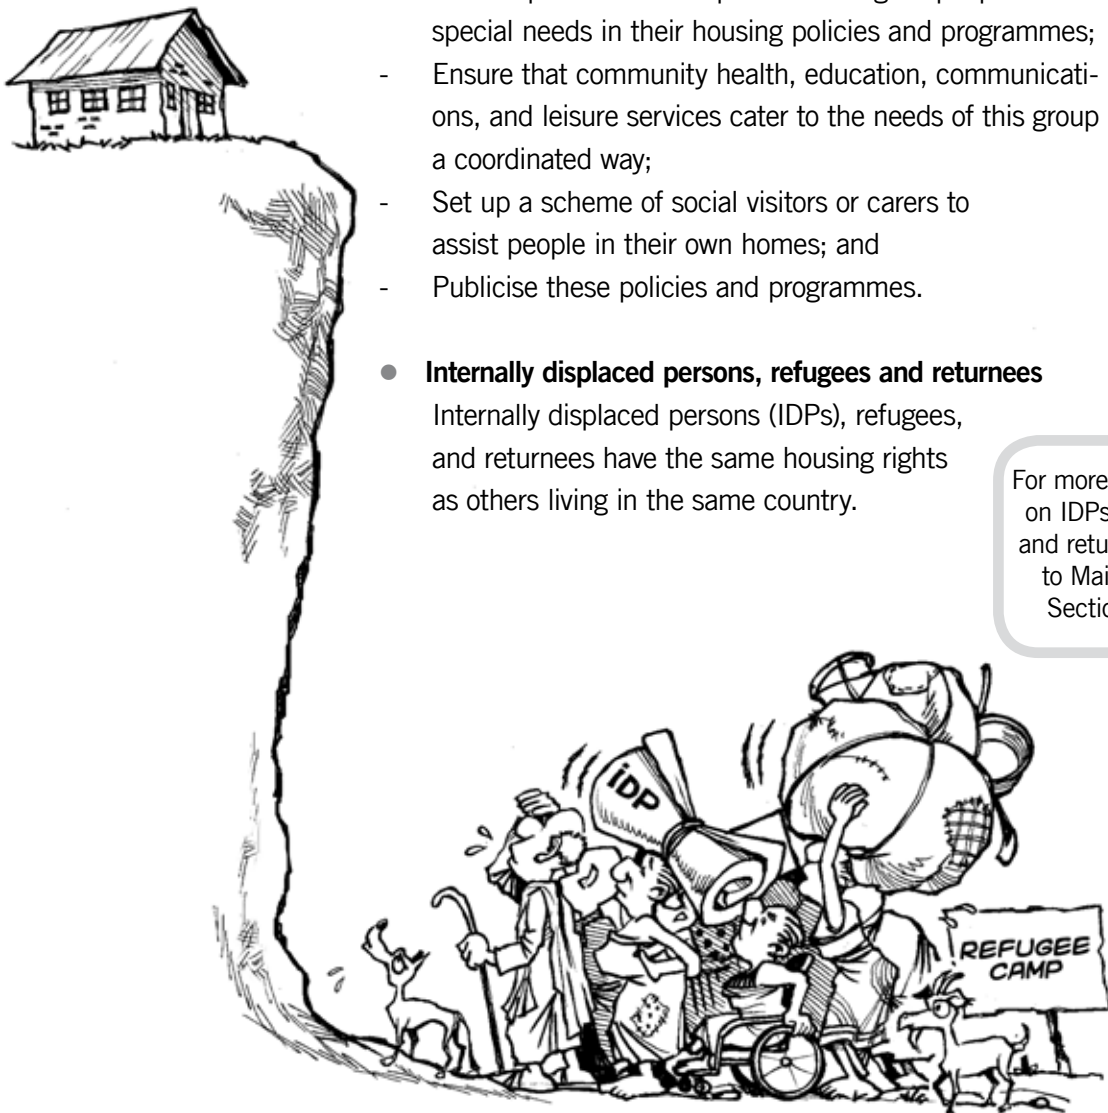 special needs in their housing policies and programmes;
- Ensure that community health, education, communicati-
ons, and leisure services cater to the needs of this group
a coordinated way;
- Set up a scheme of social visitors or carers to
assist people in their own homes; and
- Publicise these policies and programmes.
● Internally displaced persons, refugees and returnees
Internally displaced persons (IDPs), refugees,
and returnees have the same housing rights
as others living in the same country.
For more
on IDPs
and retu
to Mai
Sectio
IDP
REFUGEE
CAMP